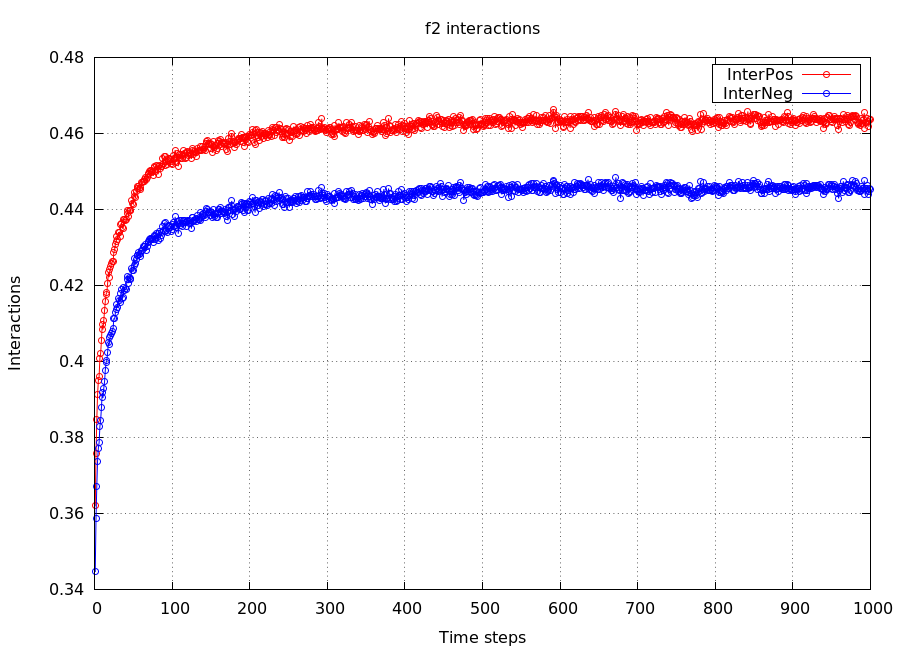 f2 interactions
InterPos
InterNeg
0.48
0.46
0.44
0.42
0.4
0.38
0.36
0.34
Interactions
0 100 200 300 400 500 600 700 800 900 1000
Time steps